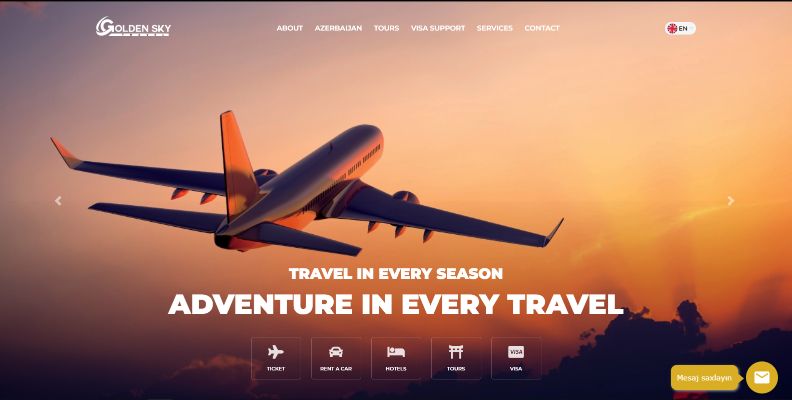 GOLDEN SKY
ABOUT AZERBAIJAN TOURS VISA SUPPORT SERVICES CONTACT
EN
TRAVEL IN EVERY SEASON
ADVENTURE IN EVERY TRAVEL
TICKET RENT A CAR HOTELS TOURS VISA
VISA
Mesaj saxlayın